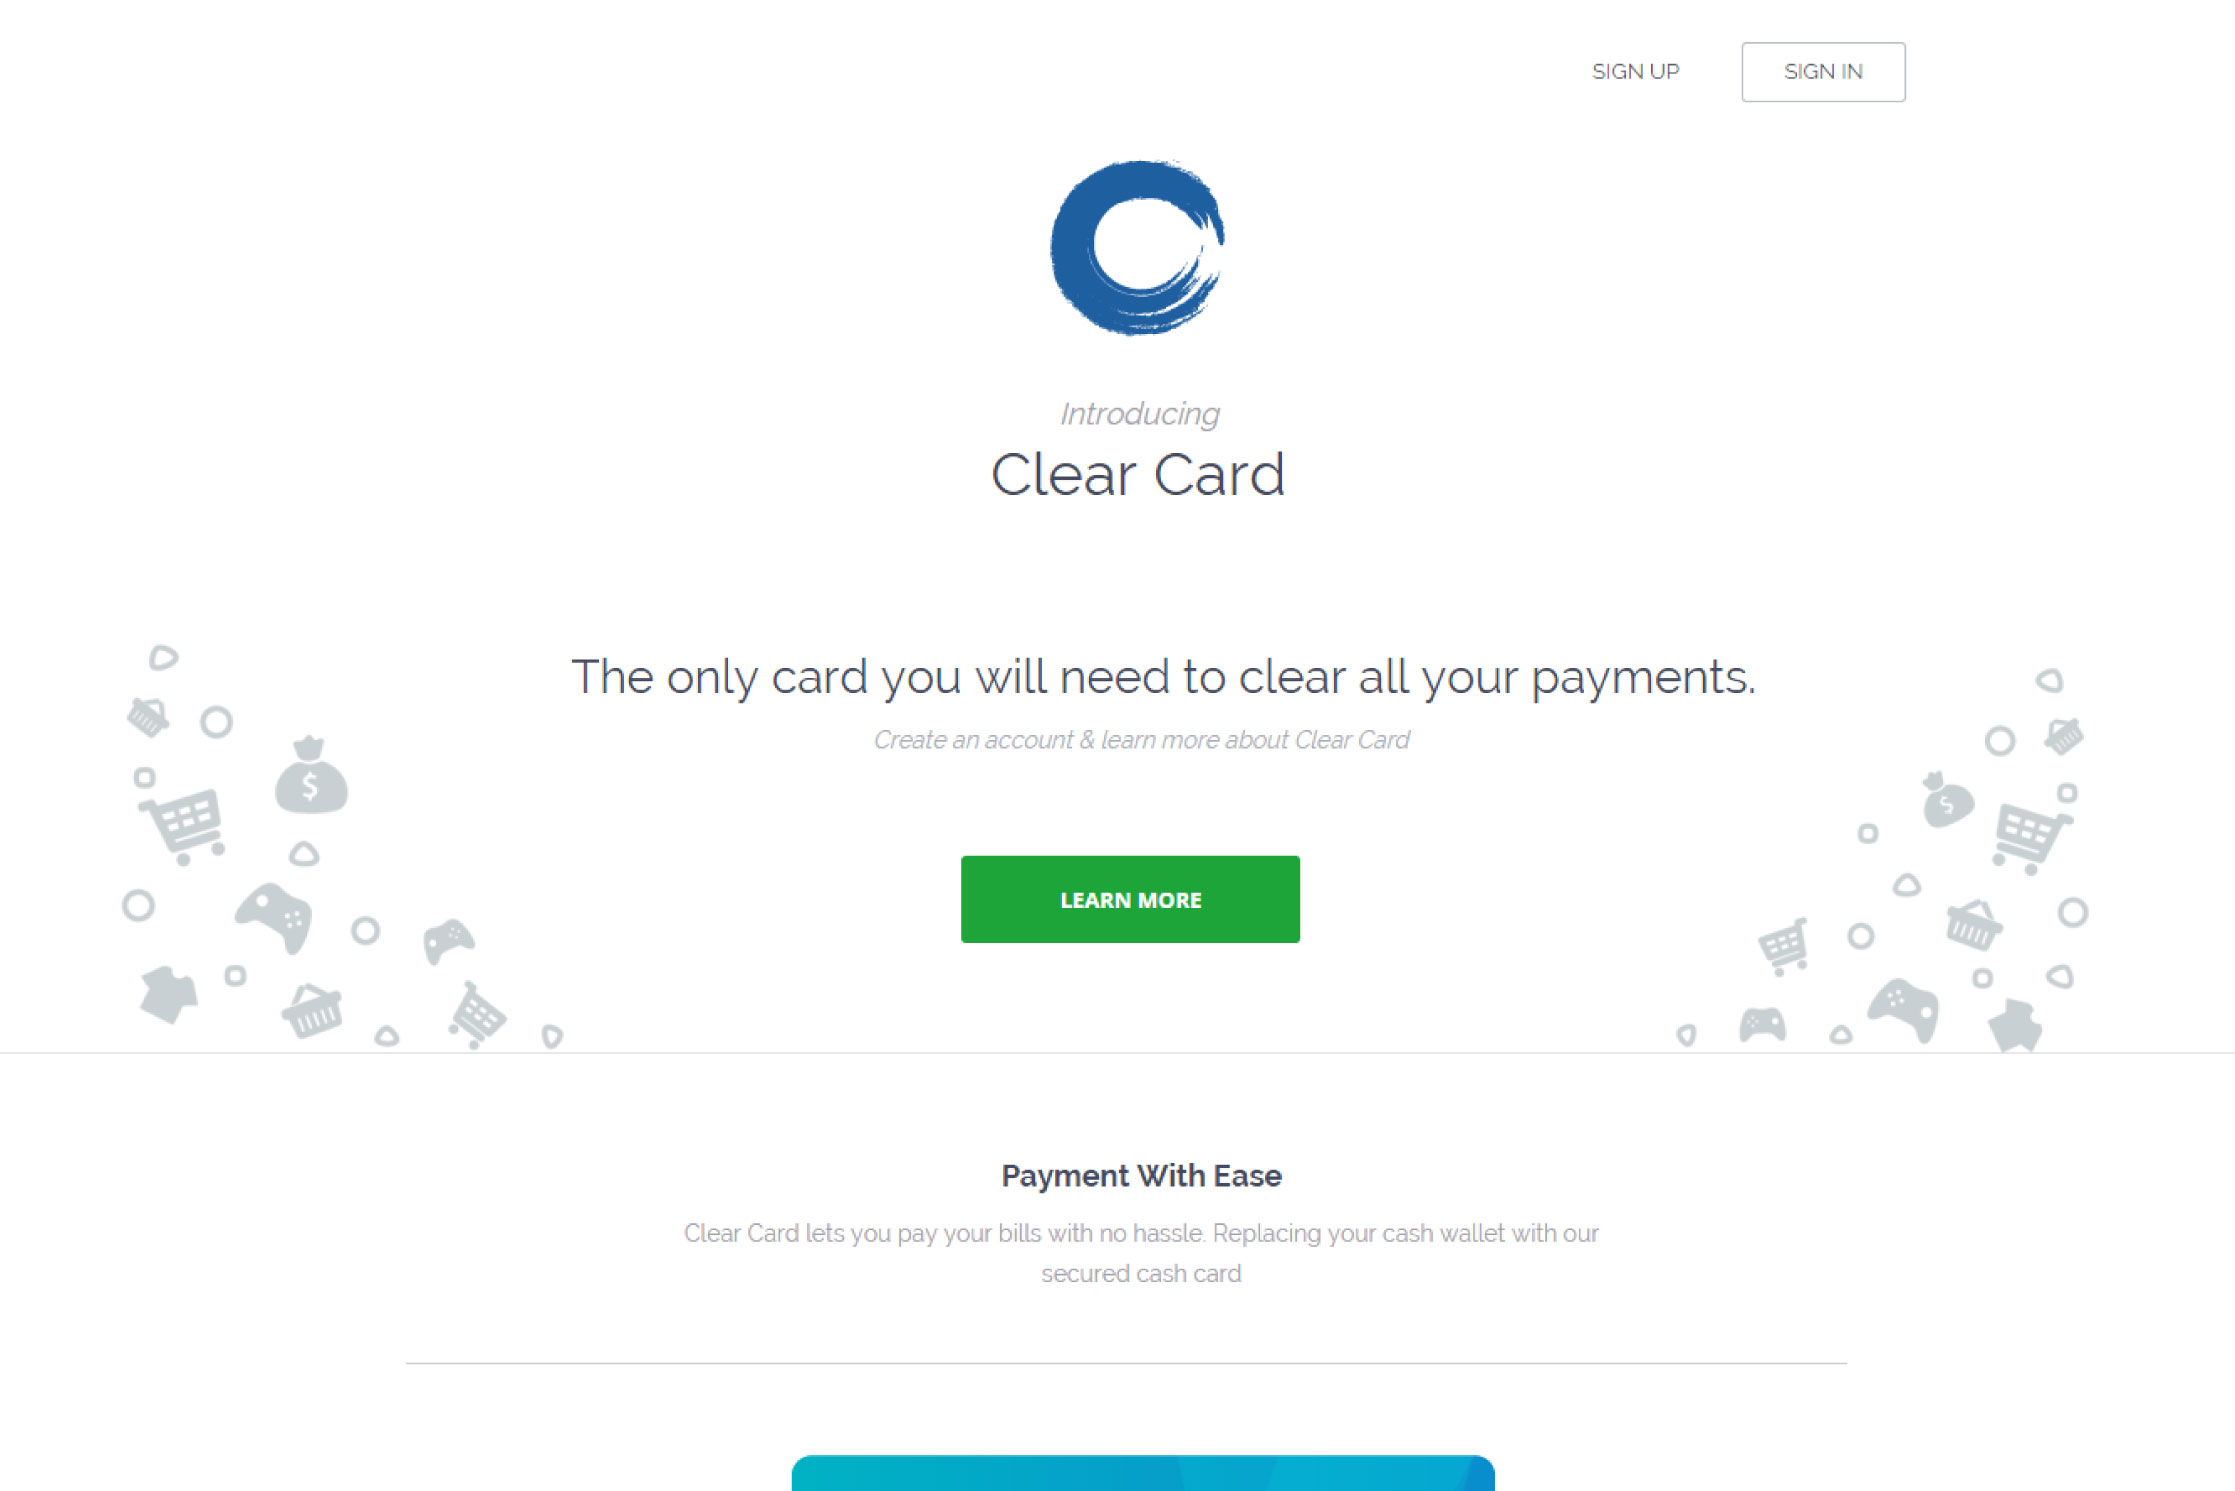 SIGN UP
SIGN IN
Introducing
Clear Card
The only card you will need to clear all your payments.
Create an account & learn more about Clear Card
$
$
LEARN MORE
Payment With Ease
Clear Card lets you pay your bills with no hassle. Replacing your cash wallet with our
secured cash card